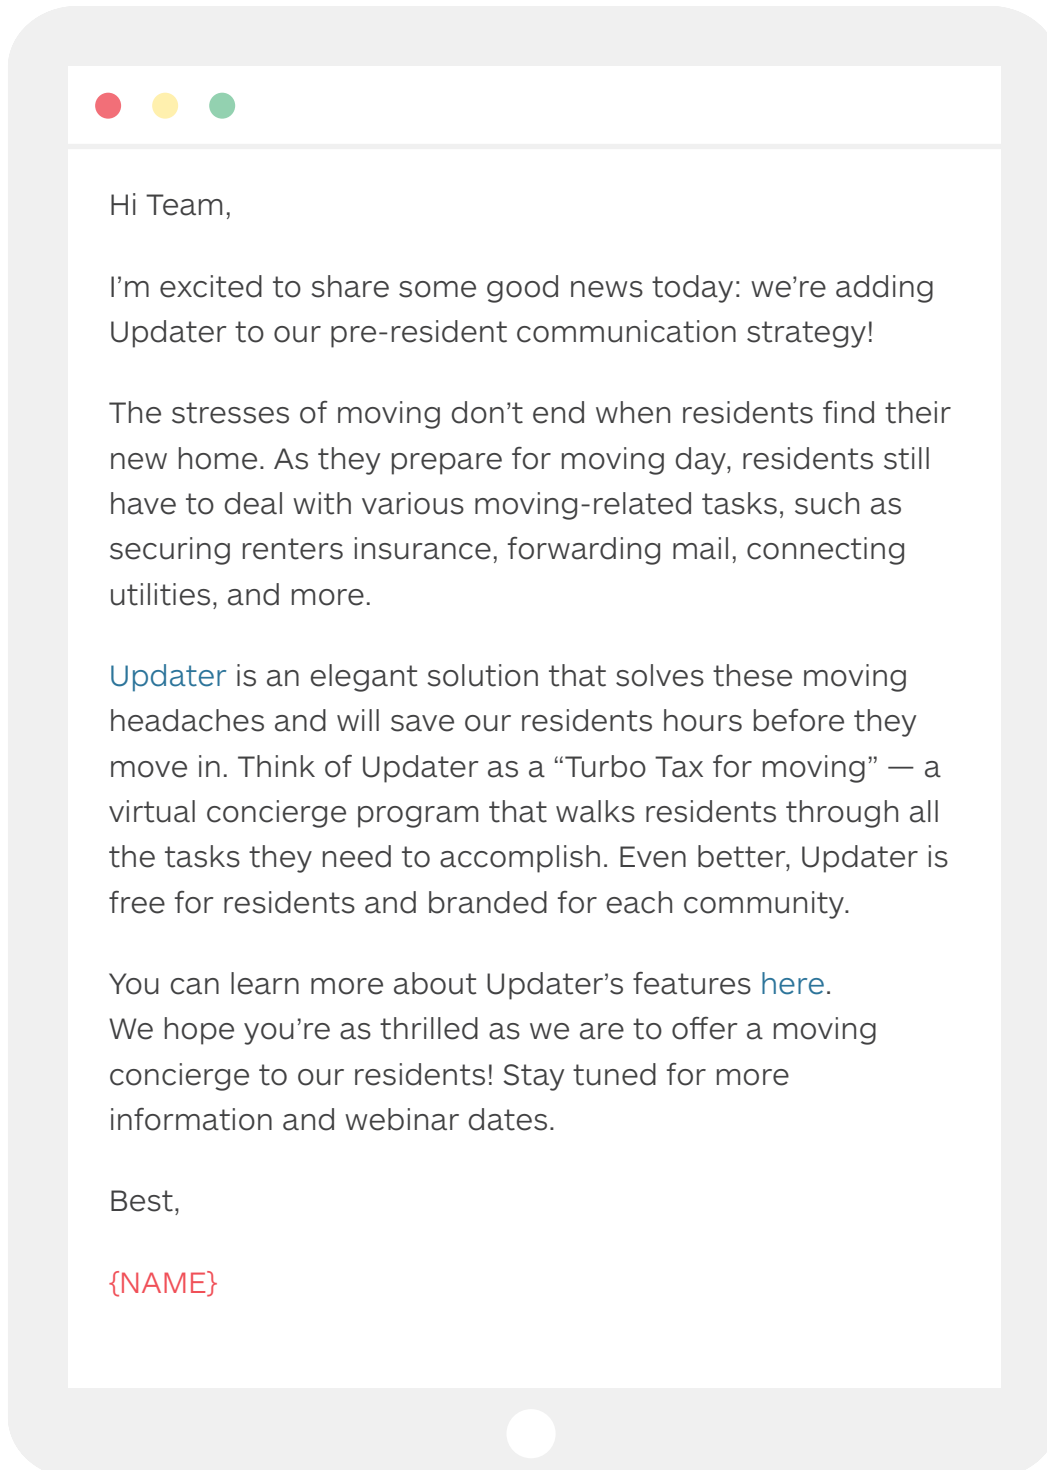 Hi Team,
I’m excited to share some good news today: we’re adding
Updater to our pre-resident communication strategy!
The stresses of moving don’t end when residents find their
new home. As they prepare for moving day, residents still
have to deal with various moving-related tasks, such as
securing renters insurance, forwarding mail, connecting
utilities, and more.
Updater is an elegant solution that solves these moving
headaches and will save our residents hours before they
move in. Think of Updater as a “Turbo Tax for moving” — a
virtual concierge program that walks residents through all
the tasks they need to accomplish. Even better, Updater is
free for residents and branded for each community.
You can learn more about Updater’s features here.
We hope you’re as thrilled as we are to offer a moving
concierge to our residents! Stay tuned for more
information and webinar dates.
Best,
{NAME}